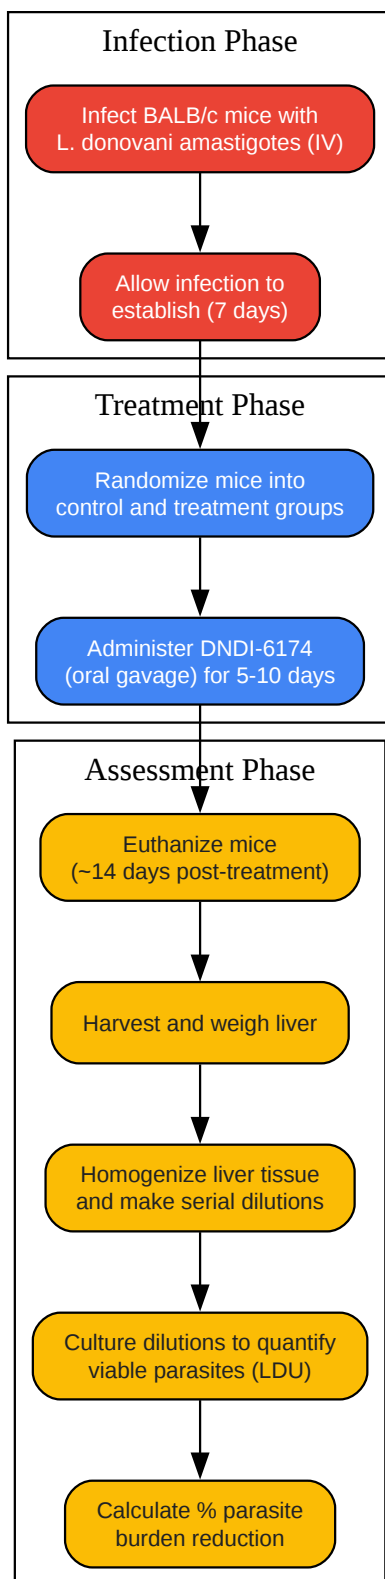 Infection Phase
Infect BALB/c mice with
L. donovani amastigotes (IV)
Allow infection to
establish (7 days)
Treatment Phase
Randomize mice into
control and treatment groups
Administer DNDI-6174
(oral gavage) for 5-10 days
Assessment Phase
Euthanize mice
(~14 days post-treatment)
Harvest and weigh liver
Homogenize liver tissue
and make serial dilutions
Culture dilutions to quantify
viable parasites (LDU)
Calculate % parasite
burden reduction